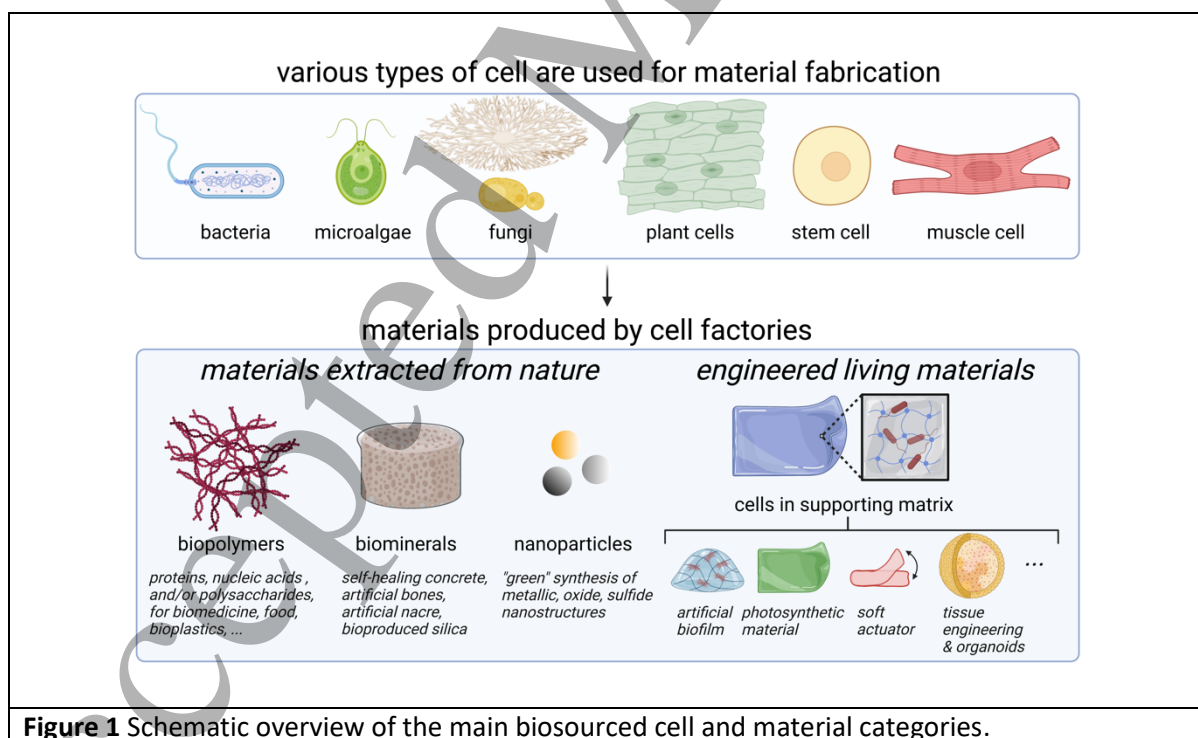 various types of cell are used for material fabrication
bacteria
microalgae
fungi
plant cells
stem cell
muscle cell
materials produced by cell factories
materials extracted from nature
engineered living materials
cells in supporting matrix
biopolymers
biominerals
nanoparticles
proteins, nucleic acids ,
and/or polysaccharides,
for biomedicine, food,
bioplastics, ...
self-healing concrete,
artificial bones,
artificial nacre,
bioproduced silica
"green" synthesis of
metallic, oxide, sulfide
nanostructures
artificial
biofilm
photosynthetic
material
soft
actuator
tissue
engineering
& organoids
...
Figure 1 Schematic overview of the main biosourced cell and material categories.
cepted M